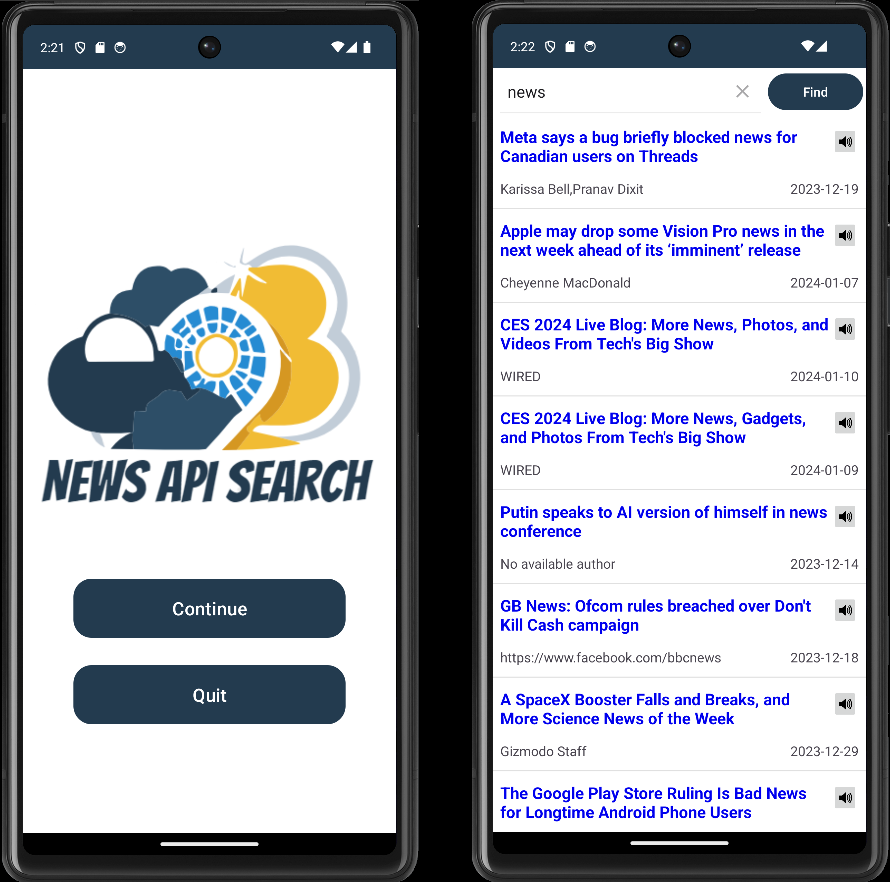 2:21
NEWS API SEARCH
Continue
Quit
2:22
news
Find
Meta says a bug briefly blocked news for
Canadian users on Threads
Karissa Bell,Pranav Dixit
2023-12-19
Apple may drop some Vision Pro news in the
next week ahead of its ‘imminent’ release
Cheyenne MacDonald
2024-01-07
CES 2024 Live Blog: More News, Photos, and
Videos From Tech's Big Show
WIRED
2024-01-10
CES 2024 Live Blog: More News, Gadgets,
and Photos From Tech's Big Show
WIRED
2024-01-09
Putin speaks to AI version of himself in news
conference
No available author
2023-12-14
GB News: Ofcom rules breached over Don't
Kill Cash campaign
https://www.facebook.com/bbcnews
2023-12-18
A SpaceX Booster Falls and Breaks, and
More Science News of the Week
Gizmodo Staff
2023-12-29
The Google Play Store Ruling Is Bad News
for Longtime Android Phone Users